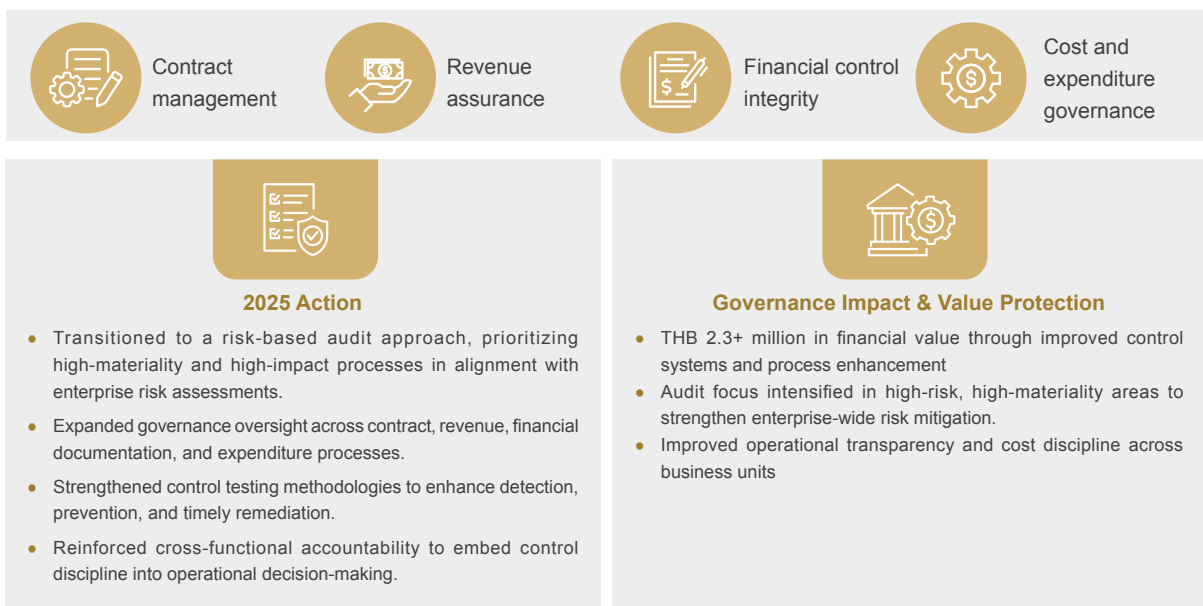 Contract
management
Revenue
assurance
Financial control
integrity
Cost and
expenditure
governance
2025 Action
• Transitioned to a risk-based audit approach, prioritizing
high-materiality and high-impact processes in alignment with
enterprise risk assessments.
• Expanded governance oversight across contract, revenue, financial
documentation, and expenditure processes.
• Strengthened control testing methodologies to enhance detection,
prevention, and timely remediation.
• Reinforced cross-functional accountability to embed control
discipline into operational decision-making.
Governance Impact & Value Protection
• THB 2.3+ million in financial value through improved control
systems and process enhancement
• Audit focus intensified in high-risk, high-materiality areas to
strengthen enterprise-wide risk mitigation.
• Improved operational transparency and cost discipline across
business units